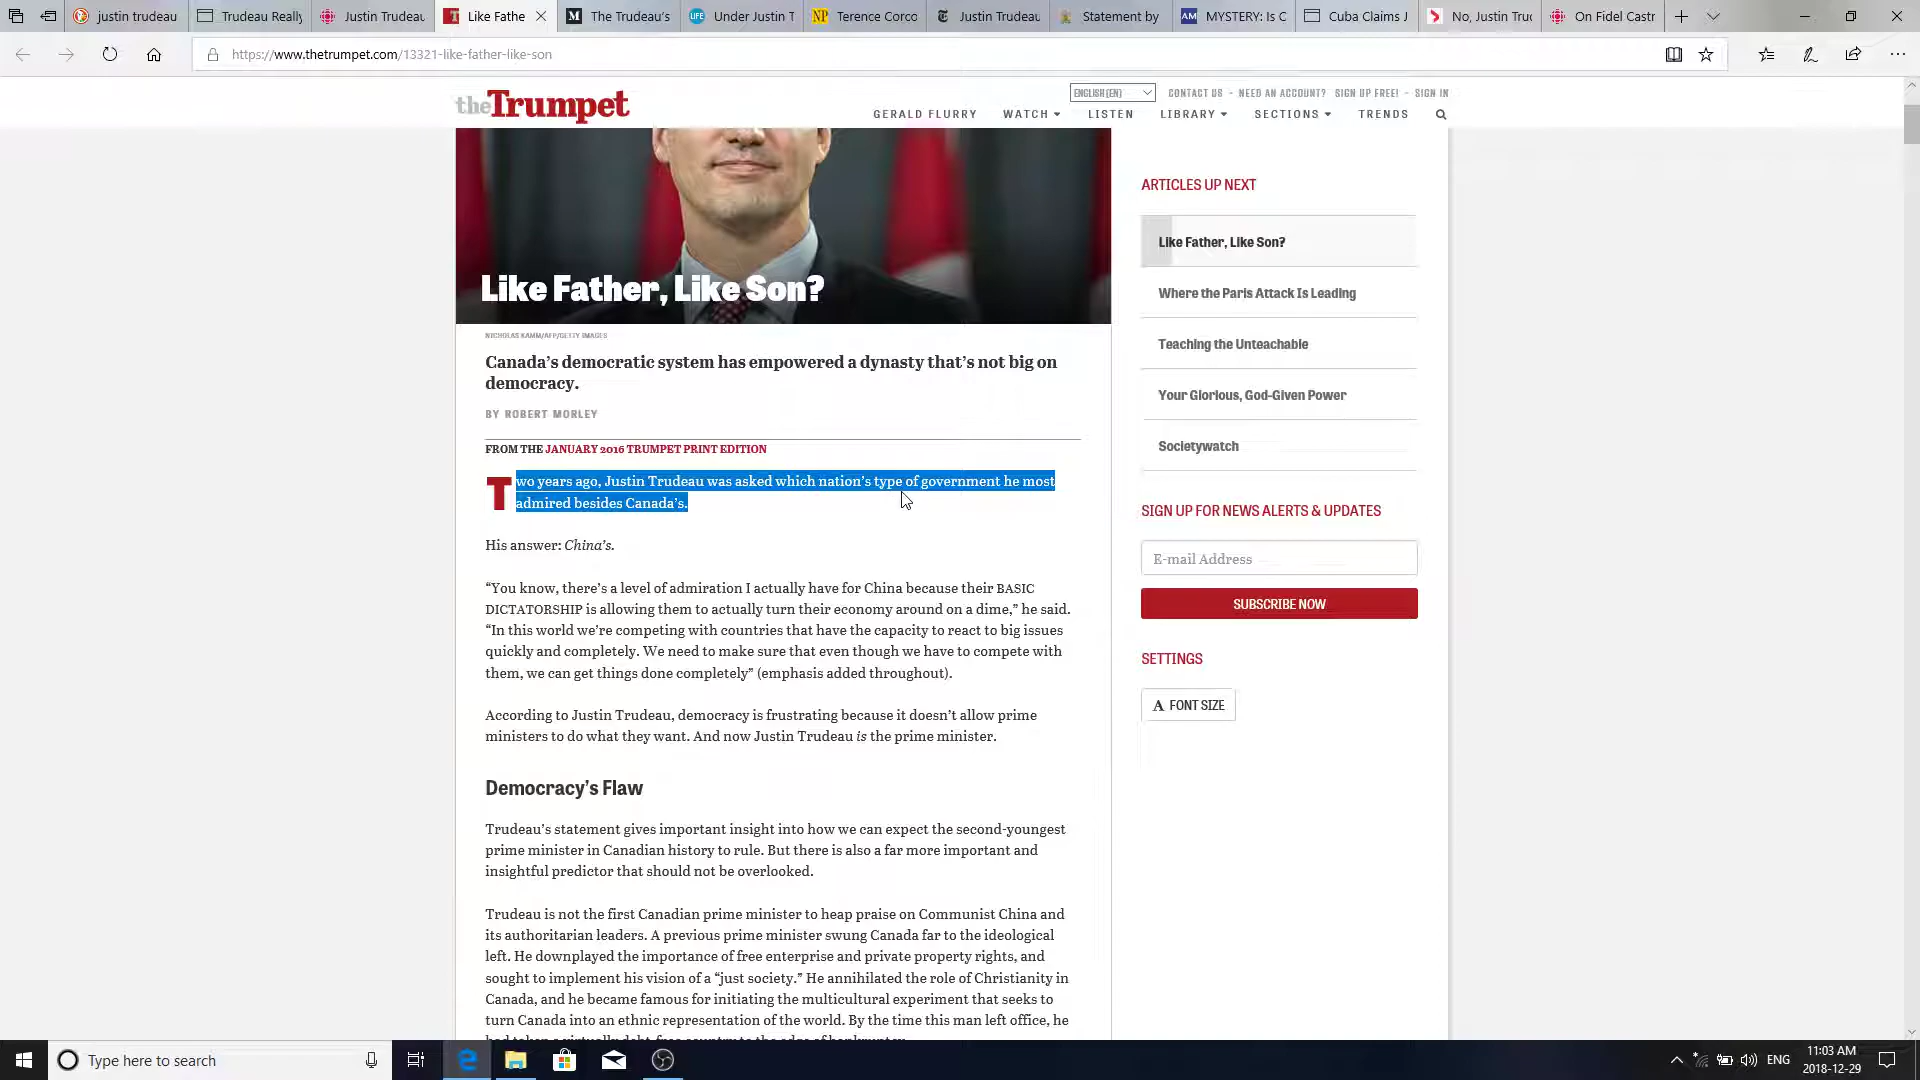 justin trudeau
Trudeau Really
Justin Trudeau
Like Fathe
The Trudeau's
Under Justin T
Terence Corco
Justin Trudeau
Statement by
MYSTERY: Is C
Cuba Claims J
No, Justin Truc
On Fidel Castr
https://www.thetrumpet.com/13321-like-father-like-son
theTrumpet
ENGLISH (EN)
CONTACT US - NEED AN ACCOUNT? SIGN UP FREE! - SIGN IN
GERALD FLURRY WATCH LISTEN LIBRARY SECTIONS TRENDS
Like Father, Like Son?
NICHOLAS KAMM/AFP/GETTY IMAGES
Canada's democratic system has empowered a dynasty that's not big on
democracy.
BY ROBERT MORLEY
FROM THE JANUARY 2016 TRUMPET PRINT EDITION
Two years ago, Justin Trudeau was asked which nation's type of government he most
admired besides Canada's.
His answer: China's.
“You know, there's a level of admiration I actually have for China because their BASIC
DICTATORSHIP is allowing them to actually turn their economy around on a dime,” he said.
“In this world we're competing with countries that have the capacity to react to big issues
quickly and completely. We need to make sure that even though we have to compete with
them, we can get things done completely” (emphasis added throughout).
According to Justin Trudeau, democracy is frustrating because it doesn't allow prime
ministers to do what they want. And now Justin Trudeau is the prime minister.
Democracy's Flaw
Trudeau's statement gives important insight into how we can expect the second-youngest
prime minister in Canadian history to rule. But there is also a far more important and
insightful predictor that should not be overlooked.
Trudeau is not the first Canadian prime minister to heap praise on Communist China and
its authoritarian leaders. A previous prime minister swung Canada far to the ideological
left. He downplayed the importance of free enterprise and private property rights, and
sought to implement his vision of a “just society.” He annihilated the role of Christianity in
Canada, and he became famous for initiating the multicultural experiment that seeks to
turn Canada into an ethnic representation of the world. By the time this man left office, he
had taken a virtually debt-free country to the edge of bankruptcy.
ARTICLES UP NEXT
Like Father, Like Son?
Where the Paris Attack Is Leading
Teaching the Unteachable
Your Glorious, God-Given Power
Societywatch
SIGN UP FOR NEWS ALERTS & UPDATES
E-mail Address
SUBSCRIBE NOW
SETTINGS
A FONT SIZE
Type here to search
ENG
11:03 AM
2018-12-29